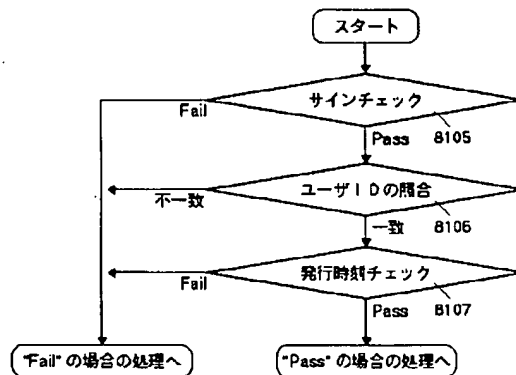 スタート
サインチェック
Fail
Pass
8105
ユーザIDの照合
不一致
8106
一致
発行時刻チェック
Fail
Pass
8107
"Fail" の場合の処理へ
"Pass" の場合の処理へ